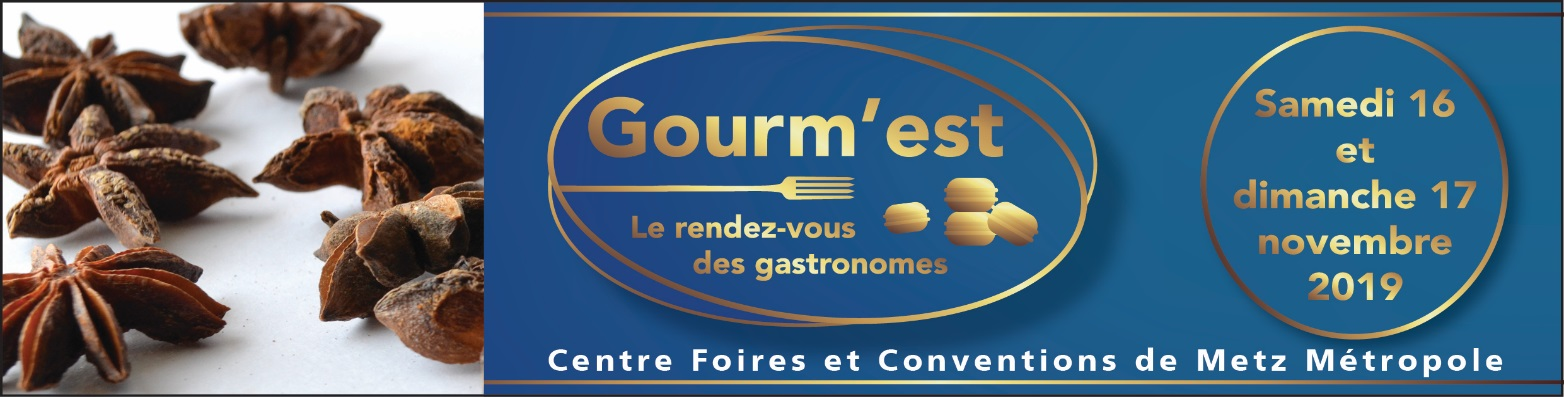 Gourm'est
Le rendez-vous
des gastronomes
Samedi 16
et
dimanche 17
novembre
2019
Centre Foires et Conventions de Metz Métropole